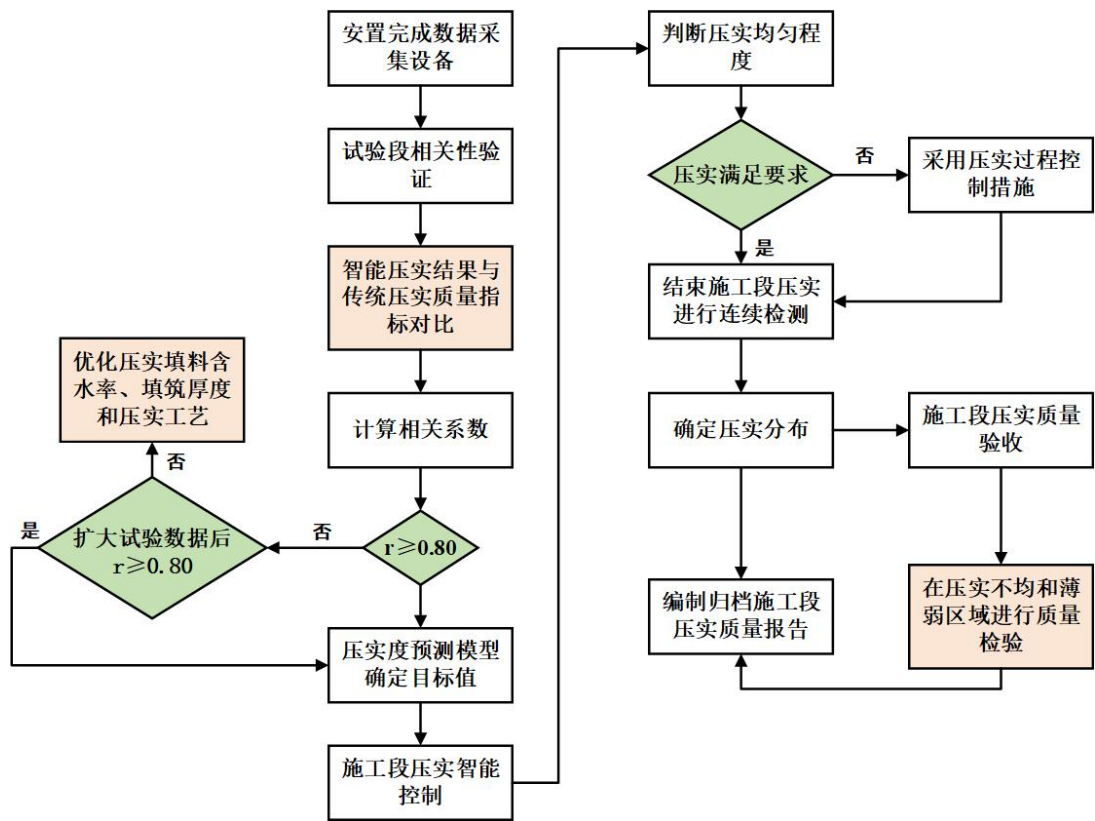 安置完成数据采
集设备
试验段相关性验
证
智能压实结果与
传统压实质量指
标对比
计算相关系数
r≥0.80
否
扩大试验数据后
r≥0.80
否
优化压实填料含
水率、填筑厚度
和压实工艺
是
压实度预测模型
确定目标值
施工段压实智能
控制
判断压实均匀程
度
压实满足要求
否
采用压实过程控
制措施
是
结束施工段压实
进行连续检测
确定压实分布
施工段压实质量
验收
在压实不均和薄
弱区域进行质量
检验
编制归档施工段
压实质量报告